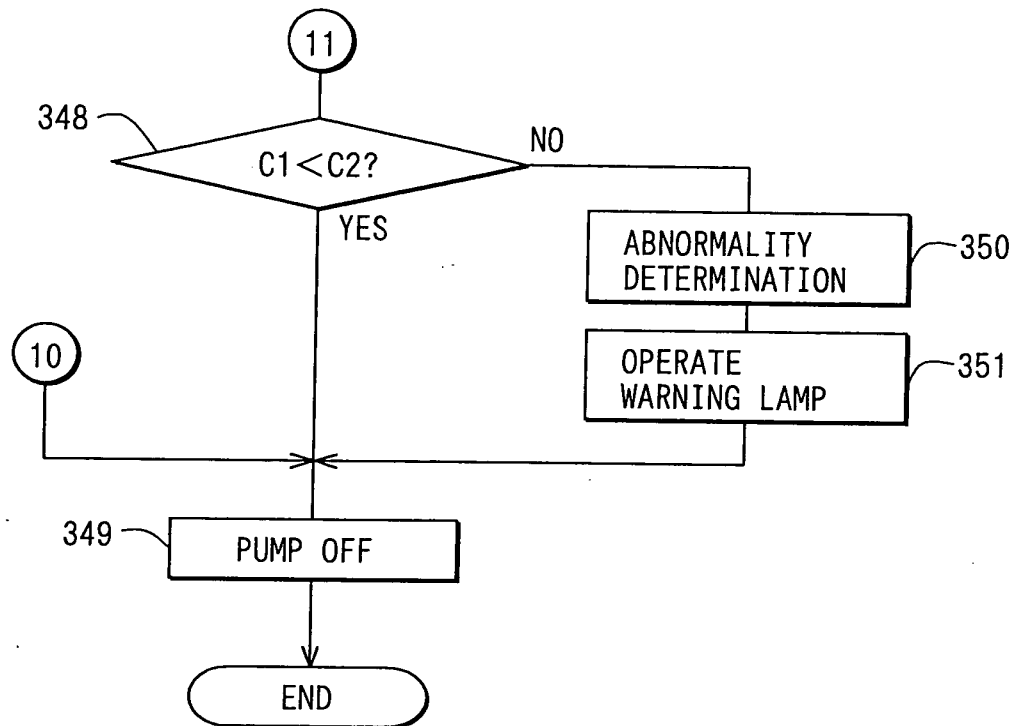 11
348
C1<C2?
NO
YES
ABNORMALITY
DETERMINATION
350
10
OPERATE
WARNING LAMP
351
349
PUMP OFF
END